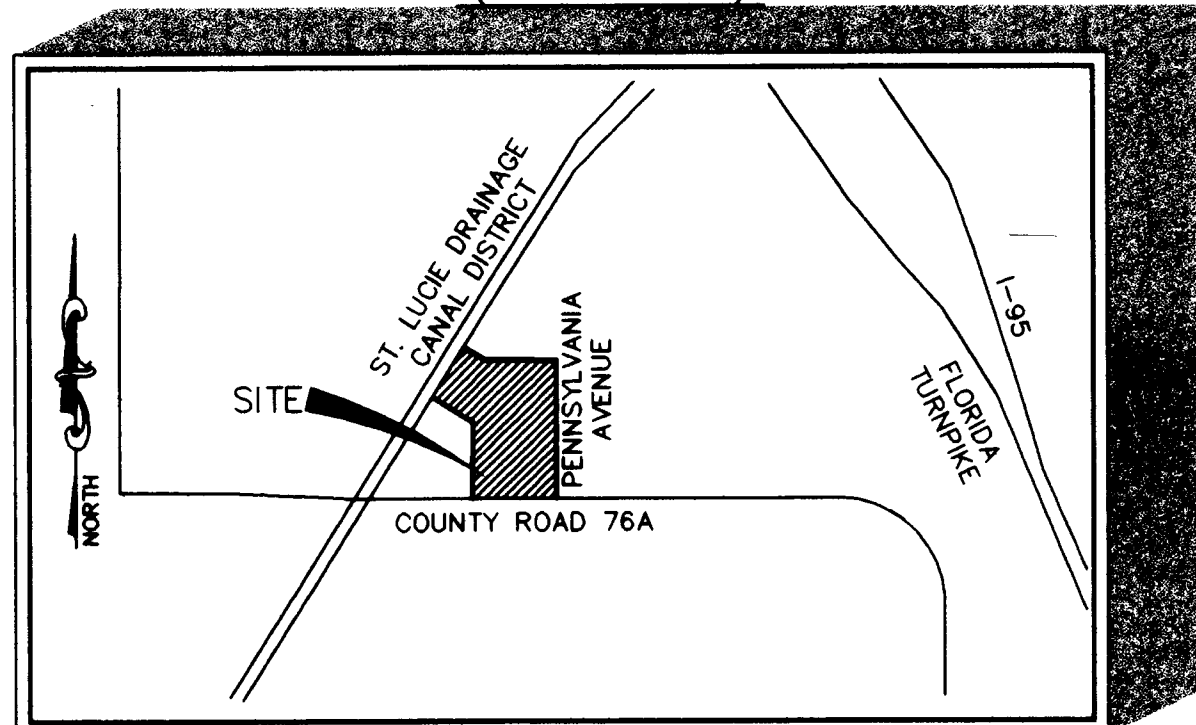 ST. LUCIE DRAINAGE
CANAL DISTRICT
I-95
SITE
PENNSYLVANIA
AVENUE
FLORIDA
TURNPIKE
NORTH
COUNTY ROAD 76A